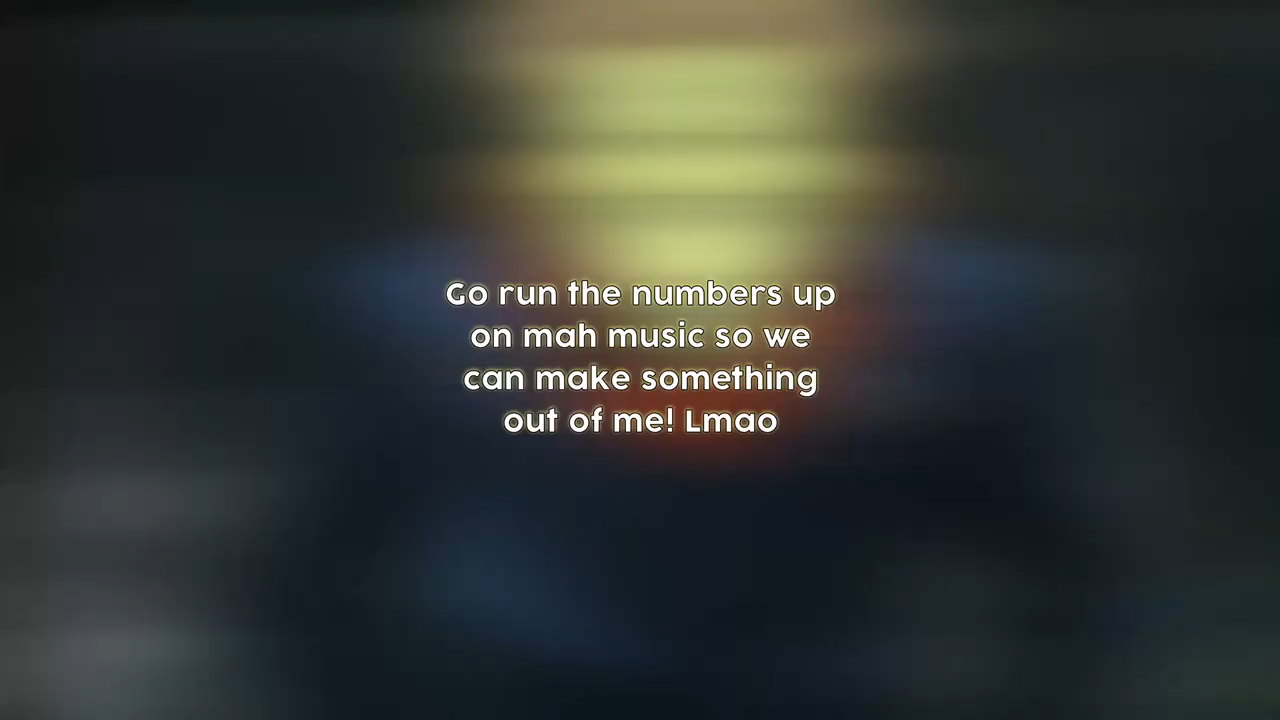 Go run the numbers up
on mah music so we
can make something
out of me! Lmao